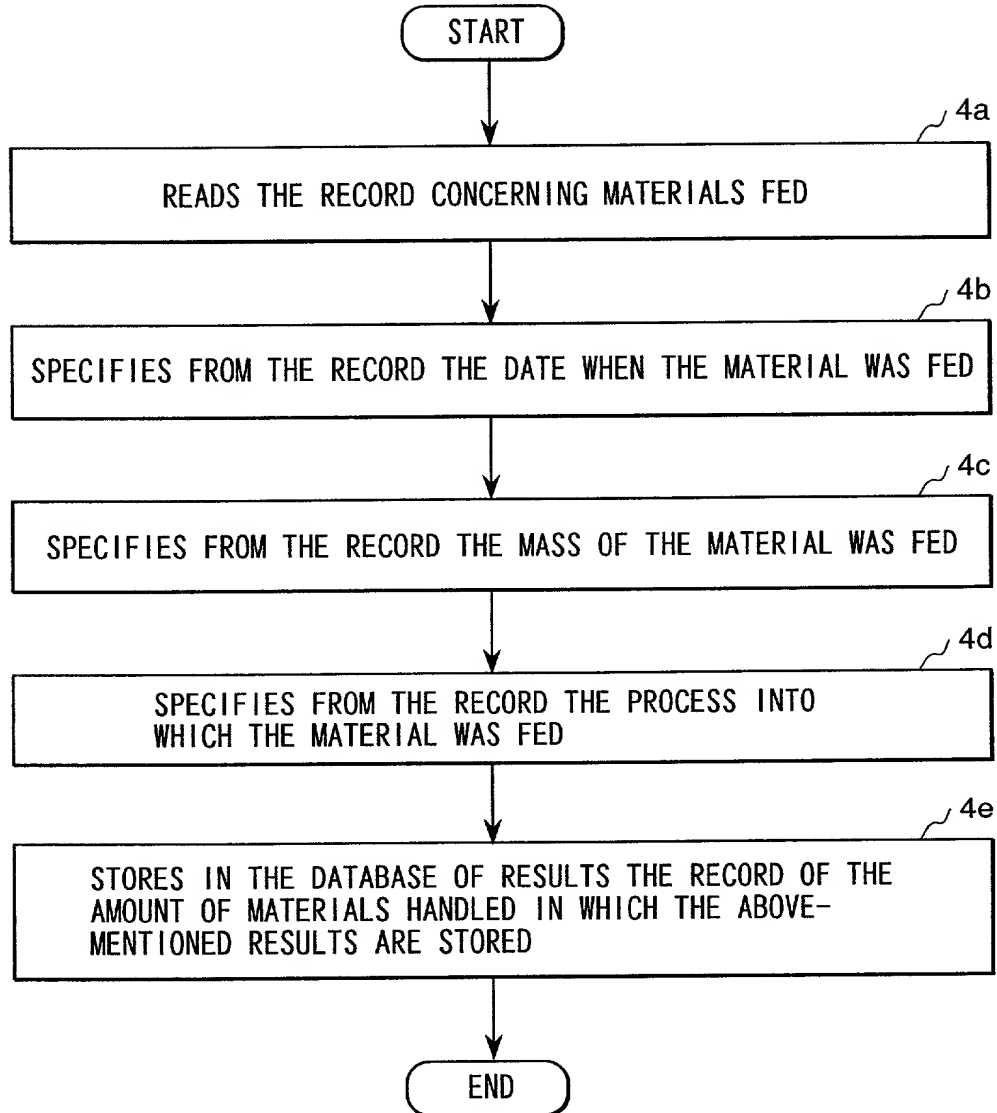 START
4a
READS THE RECORD CONCERNING MATERIALS FED
4b
SPECIFIES FROM THE RECORD THE DATE WHEN THE MATERIAL WAS FED
4c
SPECIFIES FROM THE RECORD THE MASS OF THE MATERIAL WAS FED
4d
SPECIFIES FROM THE RECORD THE PROCESS INTO
WHICH THE MATERIAL WAS FED
4e
STORES IN THE DATABASE OF RESULTS THE RECORD OF THE
AMOUNT OF MATERIALS HANDLED IN WHICH THE ABOVE-
MENTIONED RESULTS ARE STORED
END